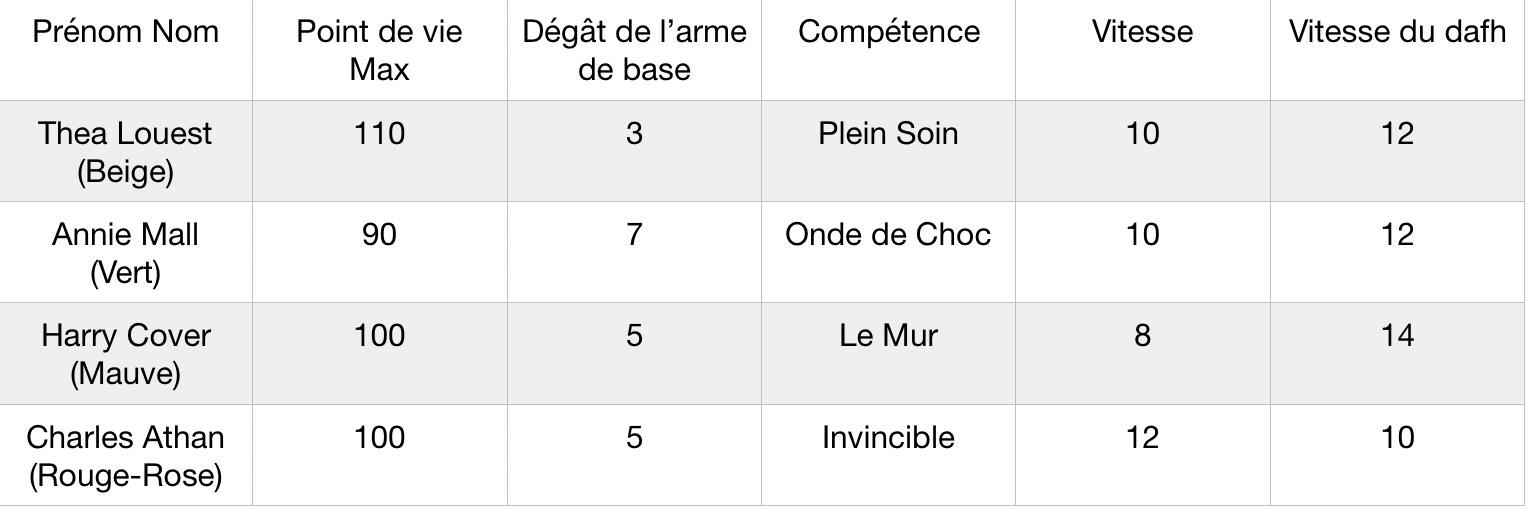 Prénom Nom
Point de vie
Max
Dégât de l’arme
de base
Compétence
Vitesse
Vitesse du dafh
Thea Louest
(Beige)
110
3
Plein Soin
10
12
Annie Mall
(Vert)
90
7
Onde de Choc
10
12
Harry Cover
(Mauve)
100
5
Le Mur
8
14
Charles Athan
(Rouge-Rose)
100
5
Invincible
12
10